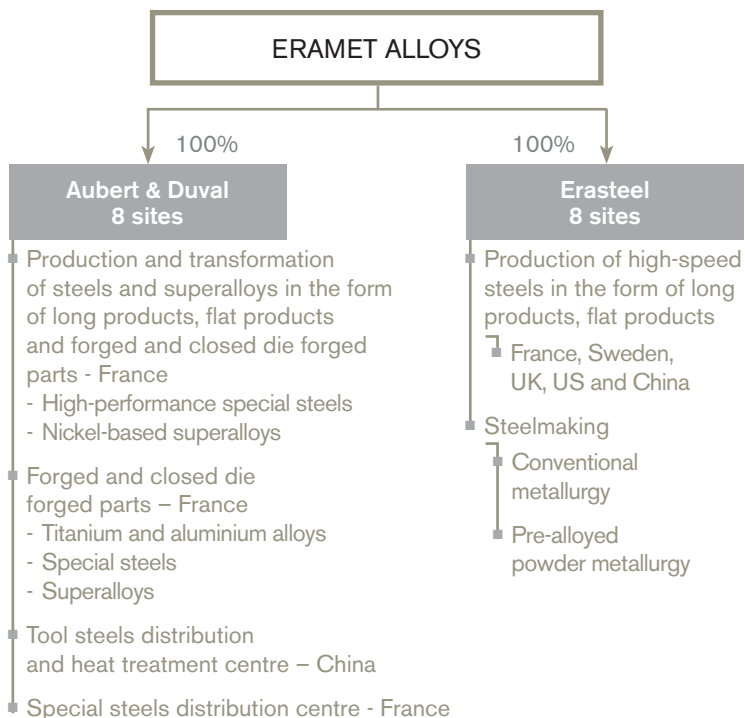 ERAMET ALLOYS
100%
100%
Aubert & Duval
8 sites
Production and transformation
of steels and superalloys in the form
of long products, flat products
and forged and closed die forged
parts - France
- High-performance special steels
- Nickel-based superalloys
Forged and closed die
forged parts – France
- Titanium and aluminium alloys
- Special steels
- Superalloys
Tool steels distribution
and heat treatment centre – China
Special steels distribution centre - France
Erasteel
8 sites
Production of high-speed
steels in the form of long
products, flat products
France, Sweden,
UK, US and China
Steelmaking
Conventional
metallurgy
Pre-alloyed
powder metallurgy